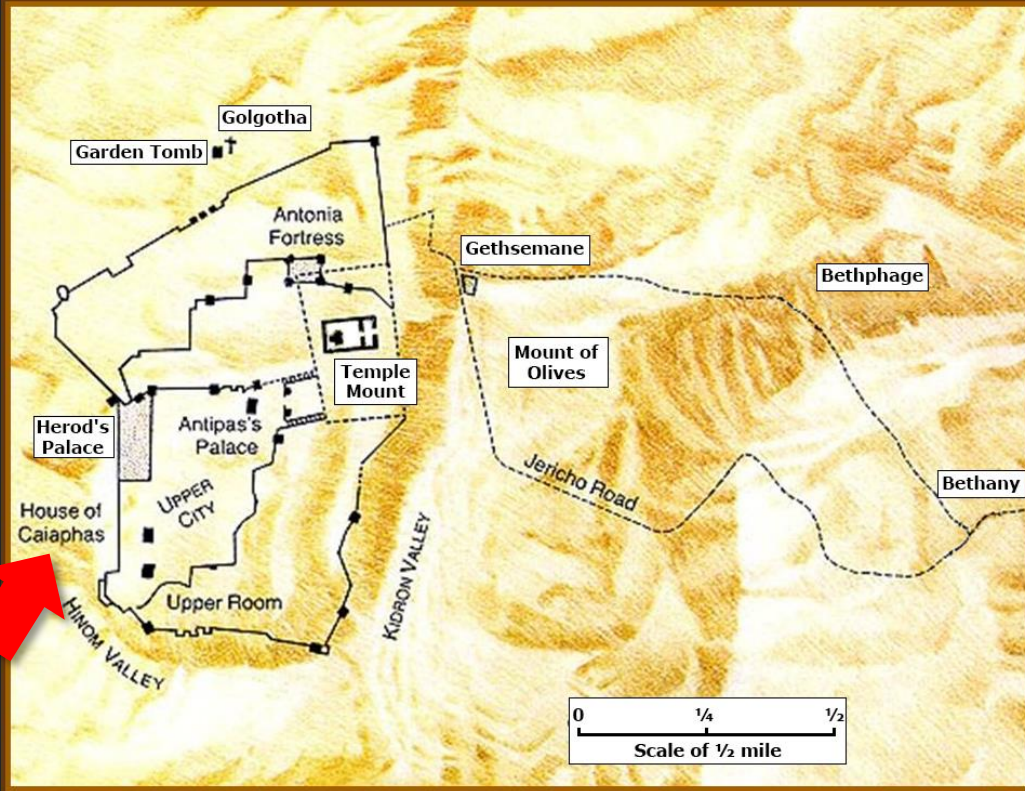 Golgotha
Garden Tomb
Antonia
Fortress
Gethsemane
Bethphage
Mount of
Olives
Temple
Mount
Herod's
Palace
Antipas's
Palace
Jericho Road
Bethany
UPPER
CITY
House of
Caiaphas
Upper Room
HINOM VALLEY
KIDRON VALLEY
0 ¼ ½
Scale of ½ mile